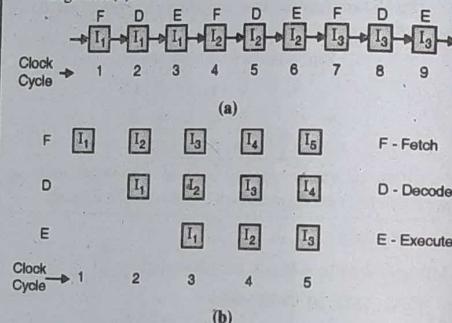 F D E F D E F D E
I1 I1 I1 I2 I2 I2 I3 I3 I3
Clock
Cycle 1 2 3 4 5 6 7 8 9
(a)
F I1 I2 I3 I4 I5 F - Fetch
D I1 I2 I3 I4 D - Decode
E I1 I2 I3 E - Execute
Clock
Cycle 1 2 3 4 5
(b)